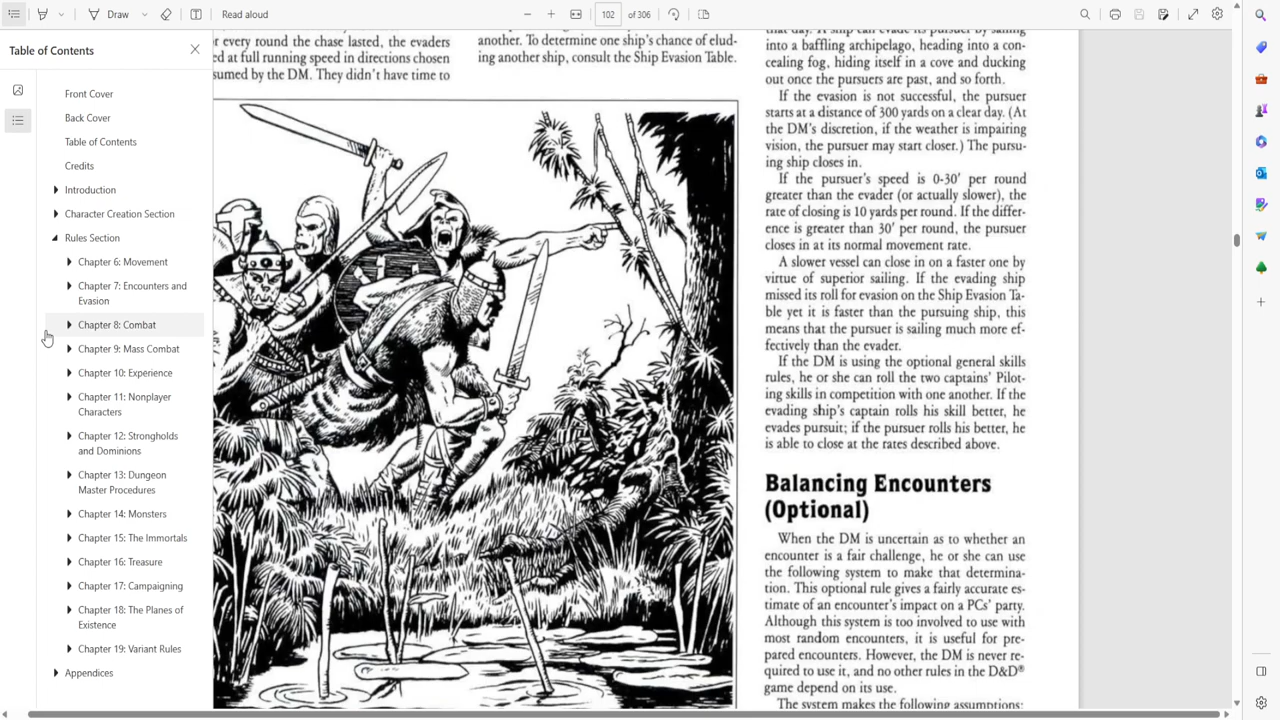 Draw
Read aloud
102
of 306
Table of Contents
Front Cover
Back Cover
Table of Contents
Credits
Introduction
Character Creation Section
Rules Section
Chapter 6: Movement
Chapter 7: Encounters and
Evasion
Chapter 8: Combat
Chapter 9: Mass Combat
Chapter 10: Experience
Chapter 11: Nonplayer
Characters
Chapter 12: Strongholds
and Dominions
Chapter 13: Dungeon
Master Procedures
Chapter 14: Monsters
Chapter 15: The Immortals
Chapter 16: Treasure
Chapter 17: Campaigning
Chapter 18: The Planes of
Existence
Chapter 19: Variant Rules
Appendices
r every round the chase lasted, the evaders
ed at full running speed in directions chosen
sumed by the DM. They didn't have time to
another. To determine one ship's chance of elud-
ing another ship, consult the Ship Evasion Table.
that day. A ship can evade its pursuer by sailing
into a baffling archipelago, heading into a con-
cealing fog, hiding itself in a cove and ducking
out once the pursuers are past, and so forth.
If the evasion is not successful, the pursuer
starts at a distance of 300 yards on a clear day. (At
the DM's discretion, if the weather is impairing
vision, the pursuer may start closer.) The pursu-
ing ship closes in.
If the pursuer's speed is 0-30' per round
greater than the evader (or actually slower), the
rate of closing is 10 yards per round. If the differ-
ence is greater than 30' per round, the pursuer
closes in at its normal movement rate.
A slower vessel can close in on a faster one by
virtue of superior sailing. If the evading ship
missed its roll for evasion on the Ship Evasion Ta-
ble yet it is faster than the pursuing ship, this
means that the pursuer is sailing much more ef-
fectively than the evader.
If the DM is using the optional general skills
rules, he or she can roll the two captains' Pilot-
ing skills in competition with one another. If the
evading ship's captain rolls his skill better, he
evades pursuit; if the pursuer rolls his better, he
is able to close at the rates described above.
Balancing Encounters
(Optional)
When the DM is uncertain as to whether an
encounter is a fair challenge, he or she can use
the following system to make that determina-
tion. This optional rule gives a fairly accurate es-
timate of an encounter's impact on a PCs' party.
Although this system is too involved to use with
most random encounters, it is useful for pre-
pared encounters. However, the DM is never re-
quired to use it, and no other rules in the D&D®
game depend on its use.
The system makes the following assumptions: